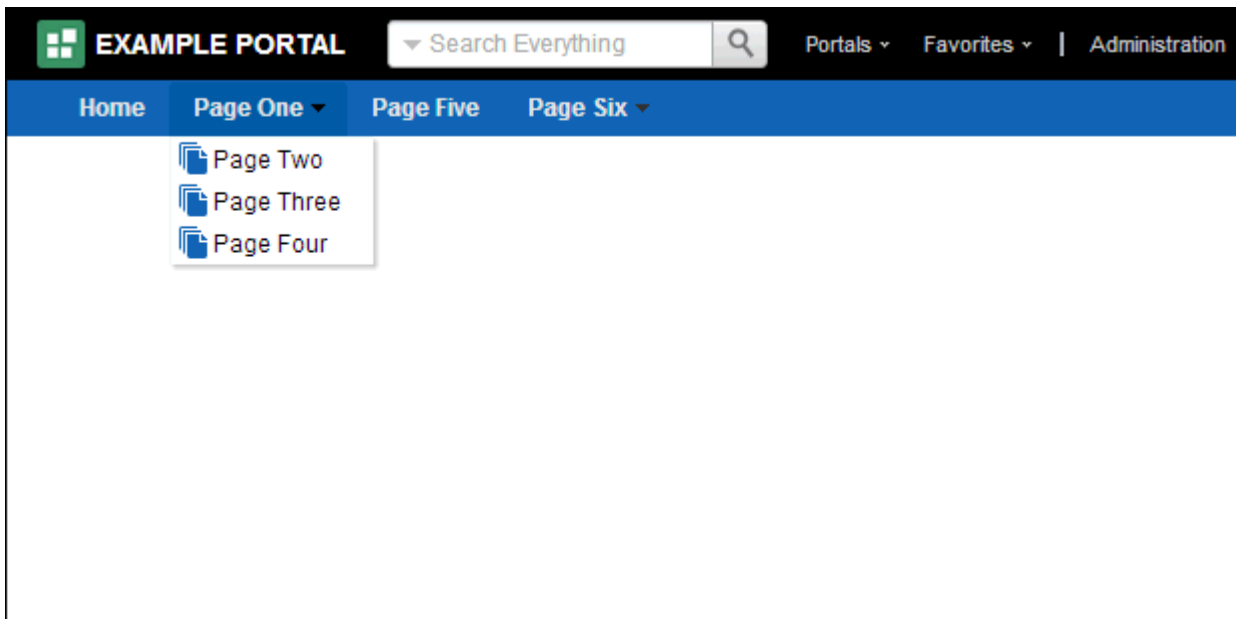 EXAMPLE PORTAL Search Everything Portals Favorites | Administration
Home Page One Page Five Page Six
Page Two
Page Three
Page Four